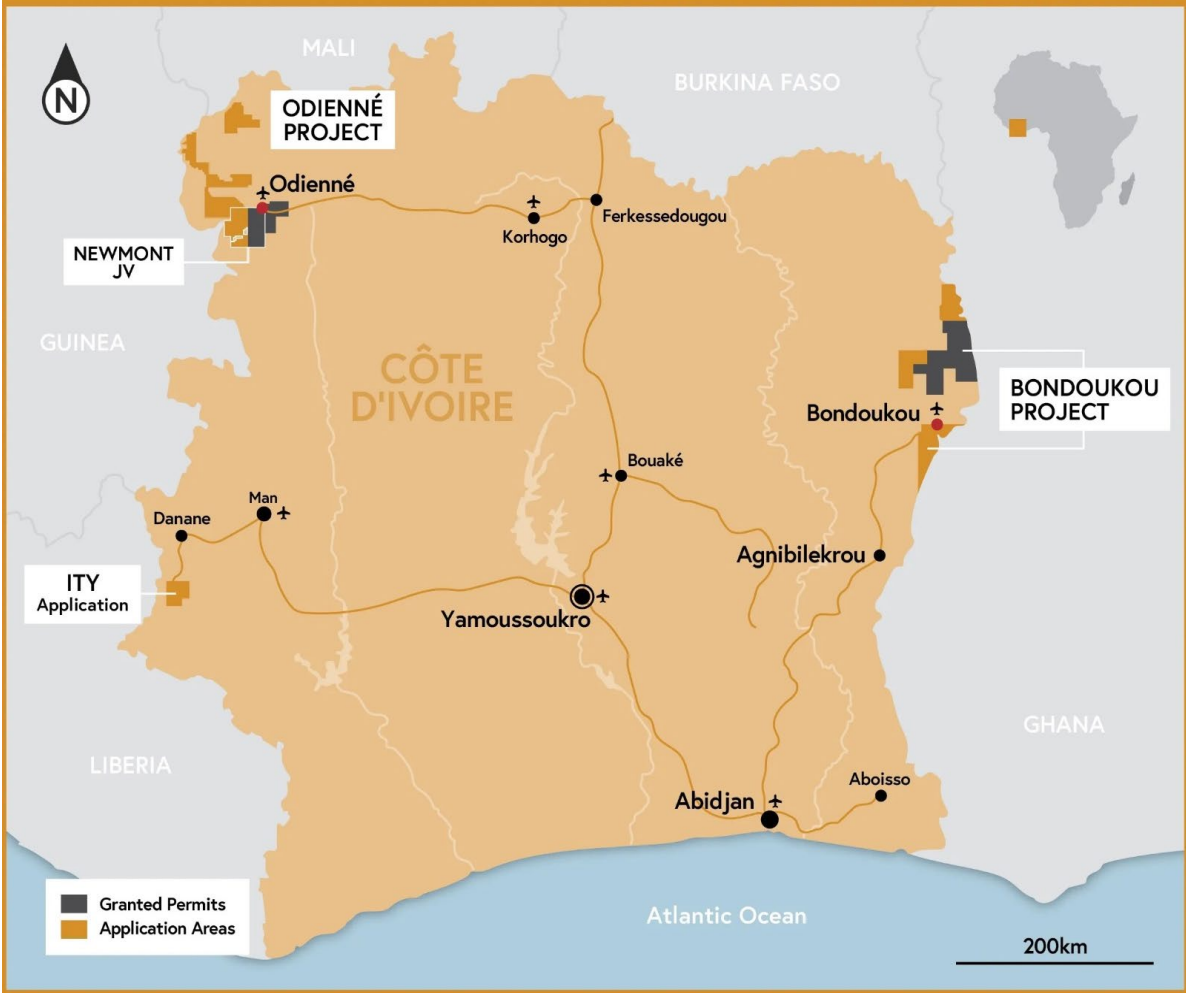 MALI
BURKINA FASO
N
ODIENNÉ
PROJECT
Odienné
Ferkessedougou
Korhogo
NEWMONT
JV
GUINEA
CÔTE
D'IVOIRE
BONDOUKOU
PROJECT
Bondoukou
Bouaké
Man
Danane
Agnibilekrou
ITY
Application
Yamoussoukro
GHANA
LIBERIA
Aboisso
Abidjan
Granted Permits
Application Areas
Atlantic Ocean
200km